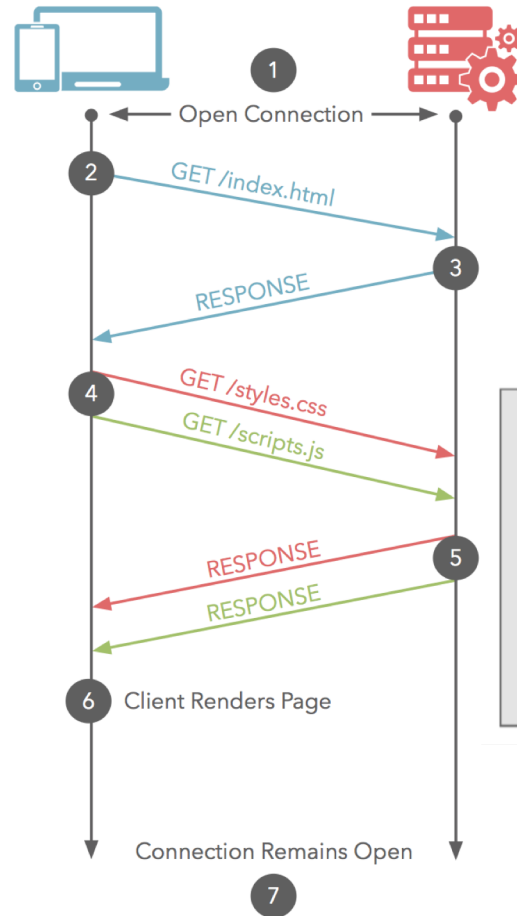 1
Open Connection
2
GET /index.html
3
RESPONSE
4
GET /styles.css
GET /scripts.js
5
RESPONSE
RESPONSE
6 Client Renders Page
Connection Remains Open
7